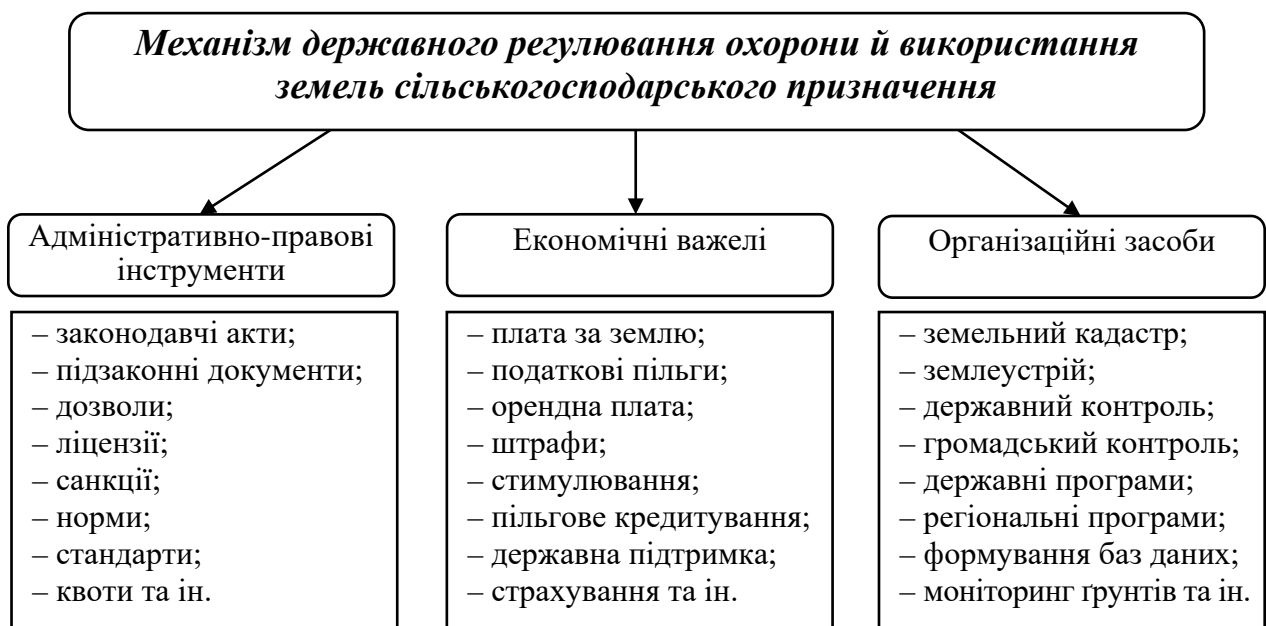 Механізм державного регулювання охорони й використання
земель сільськогосподарського призначення
Адміністративно-правові
інструменти
– законодавчі акти;
– підзаконні документи;
– дозволи;
– ліцензії;
– санкції;
– норми;
– стандарти;
– квоти та ін.
Економічні важелі
– плата за землю;
– податкові пільги;
– орендна плата;
– штрафи;
– стимулювання;
– пільгове кредитування;
– державна підтримка;
– страхування та ін.
Організаційні засоби
– земельний кадастр;
– землеустрій;
– державний контроль;
– громадський контроль;
– державні програми;
– регіональні програми;
– формування баз даних;
– моніторинг ґрунтів та ін.